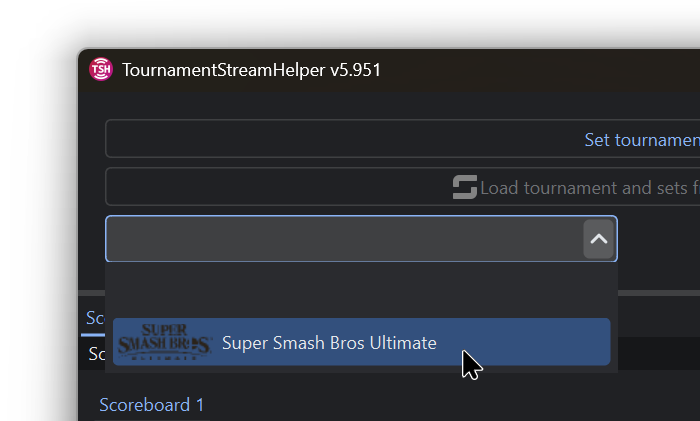 TSH TournamentStreamHelper v5.951
Set tournamen
Load tournament and sets f
Sc
SUPER
SMASH BROS.
ULTIMATE
Super Smash Bros Ultimate
Sc
Scoreboard 1